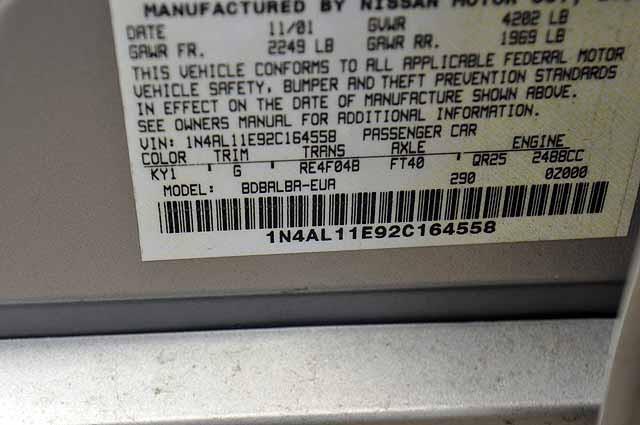 MANUFACTURED BY NISSAN MOTOR
DATE 11/01 GVWR 4202 LB
GAWR FR. 2249 LB GAWR RR. 1969 LB
THIS VEHICLE CONFORMS TO ALL APPLICABLE FEDERAL MOTOR
VEHICLE SAFETY, BUMPER AND THEFT PREVENTION STANDARDS
IN EFFECT ON THE DATE OF MANUFACTURE SHOWN ABOVE.
SEE OWNERS MANUAL FOR ADDITIONAL INFORMATION.
VIN: 1N4AL11E92C164558 PASSENGER CAR
COLOR TRIM TRANS AXLE ENGINE
KY1 G RE4F04B FT40 QR25 2488CC
MODEL: BDBALBA-EUA 290 0Z000
1N4AL11E92C164558